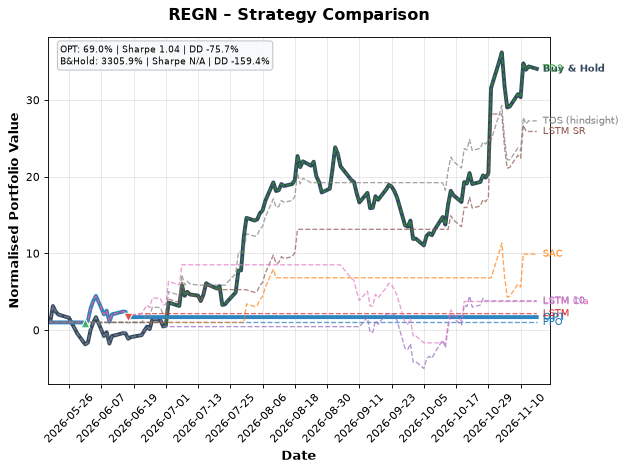 REGN – Strategy Comparison
OPT: 69.0% | Sharpe 1.04 | DD -75.7%
B&Hold: 3305.9% | Sharpe N/A | DD -159.4%
Normalised Portfolio Value
30
20
10
0
Buy & Hold
TOS (hindsight)
LSTM SR
SAC
LSTM
PPO
2026-05-26
2026-06-07
2026-06-19
2026-07-01
2026-07-13
2026-07-25
2026-08-06
2026-08-18
2026-08-30
2026-09-11
2026-09-23
2026-10-05
2026-10-17
2026-10-29
2026-11-10
Date